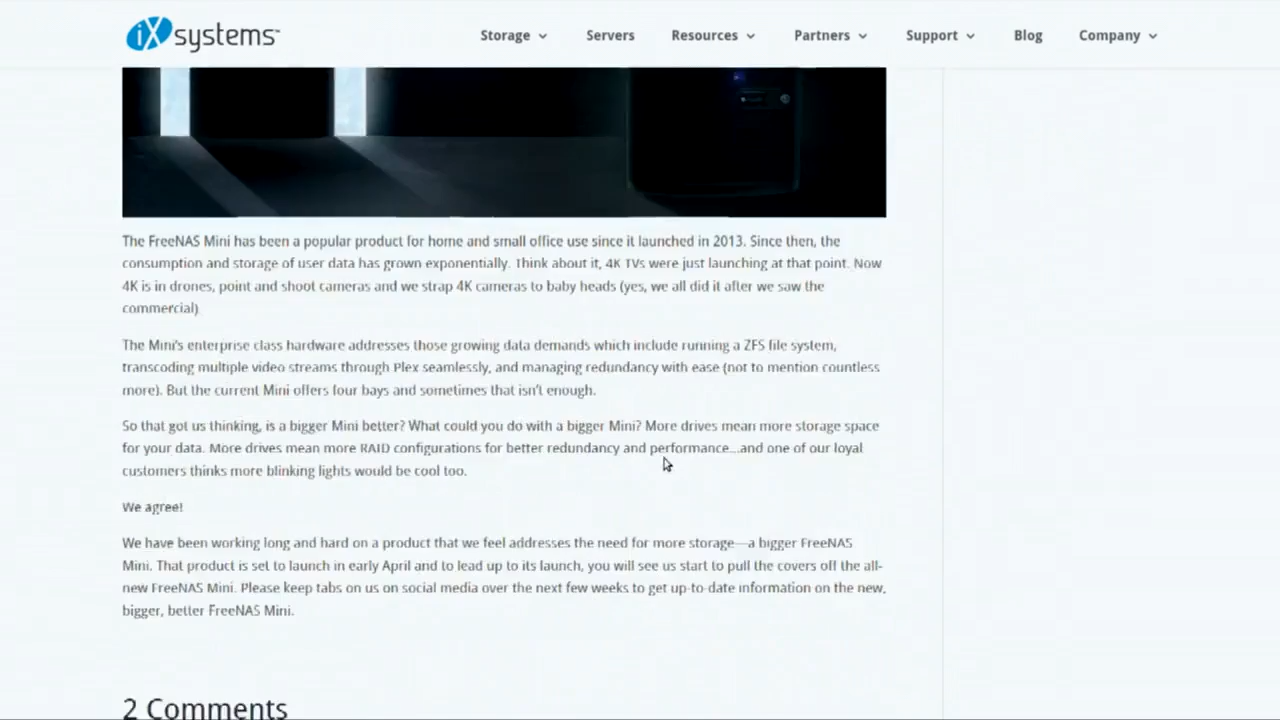 iXsystems™
Storage Servers Resources Partners Support Blog Company
The FreeNAS Mini has been a popular product for home and small office use since it launched in 2013. Since then, the
consumption and storage of user data has grown exponentially. Think about it, 4K TVs were just launching at that point. Now
4K is in drones, point and shoot cameras and we strap 4K cameras to baby heads (yes, we all did it after we saw the
commercial)
The Mini's enterprise class hardware addresses those growing data demands which include running a ZFS file system,
transcoding multiple video streams through Plex seamlessly, and managing redundancy with ease (not to mention countless
more). But the current Mini offers four bays and sometimes that isn't enough.
So that got us thinking, is a bigger Mini better? What could you do with a bigger Mini? More drives mean more storage space
for your data. More drives mean more RAID configurations for better redundancy and performance...and one of our loyal
customers thinks more blinking lights would be cool too.
We agree!
We have been working long and hard on a product that we feel addresses the need for more storage—a bigger FreeNAS
Mini. That product is set to launch in early April and to lead up to its launch, you will see us start to pull the covers off the all-
new FreeNAS Mini. Please keep tabs on us on social media over the next few weeks to get up-to-date information on the new,
bigger, better FreeNAS Mini.
2 Comments